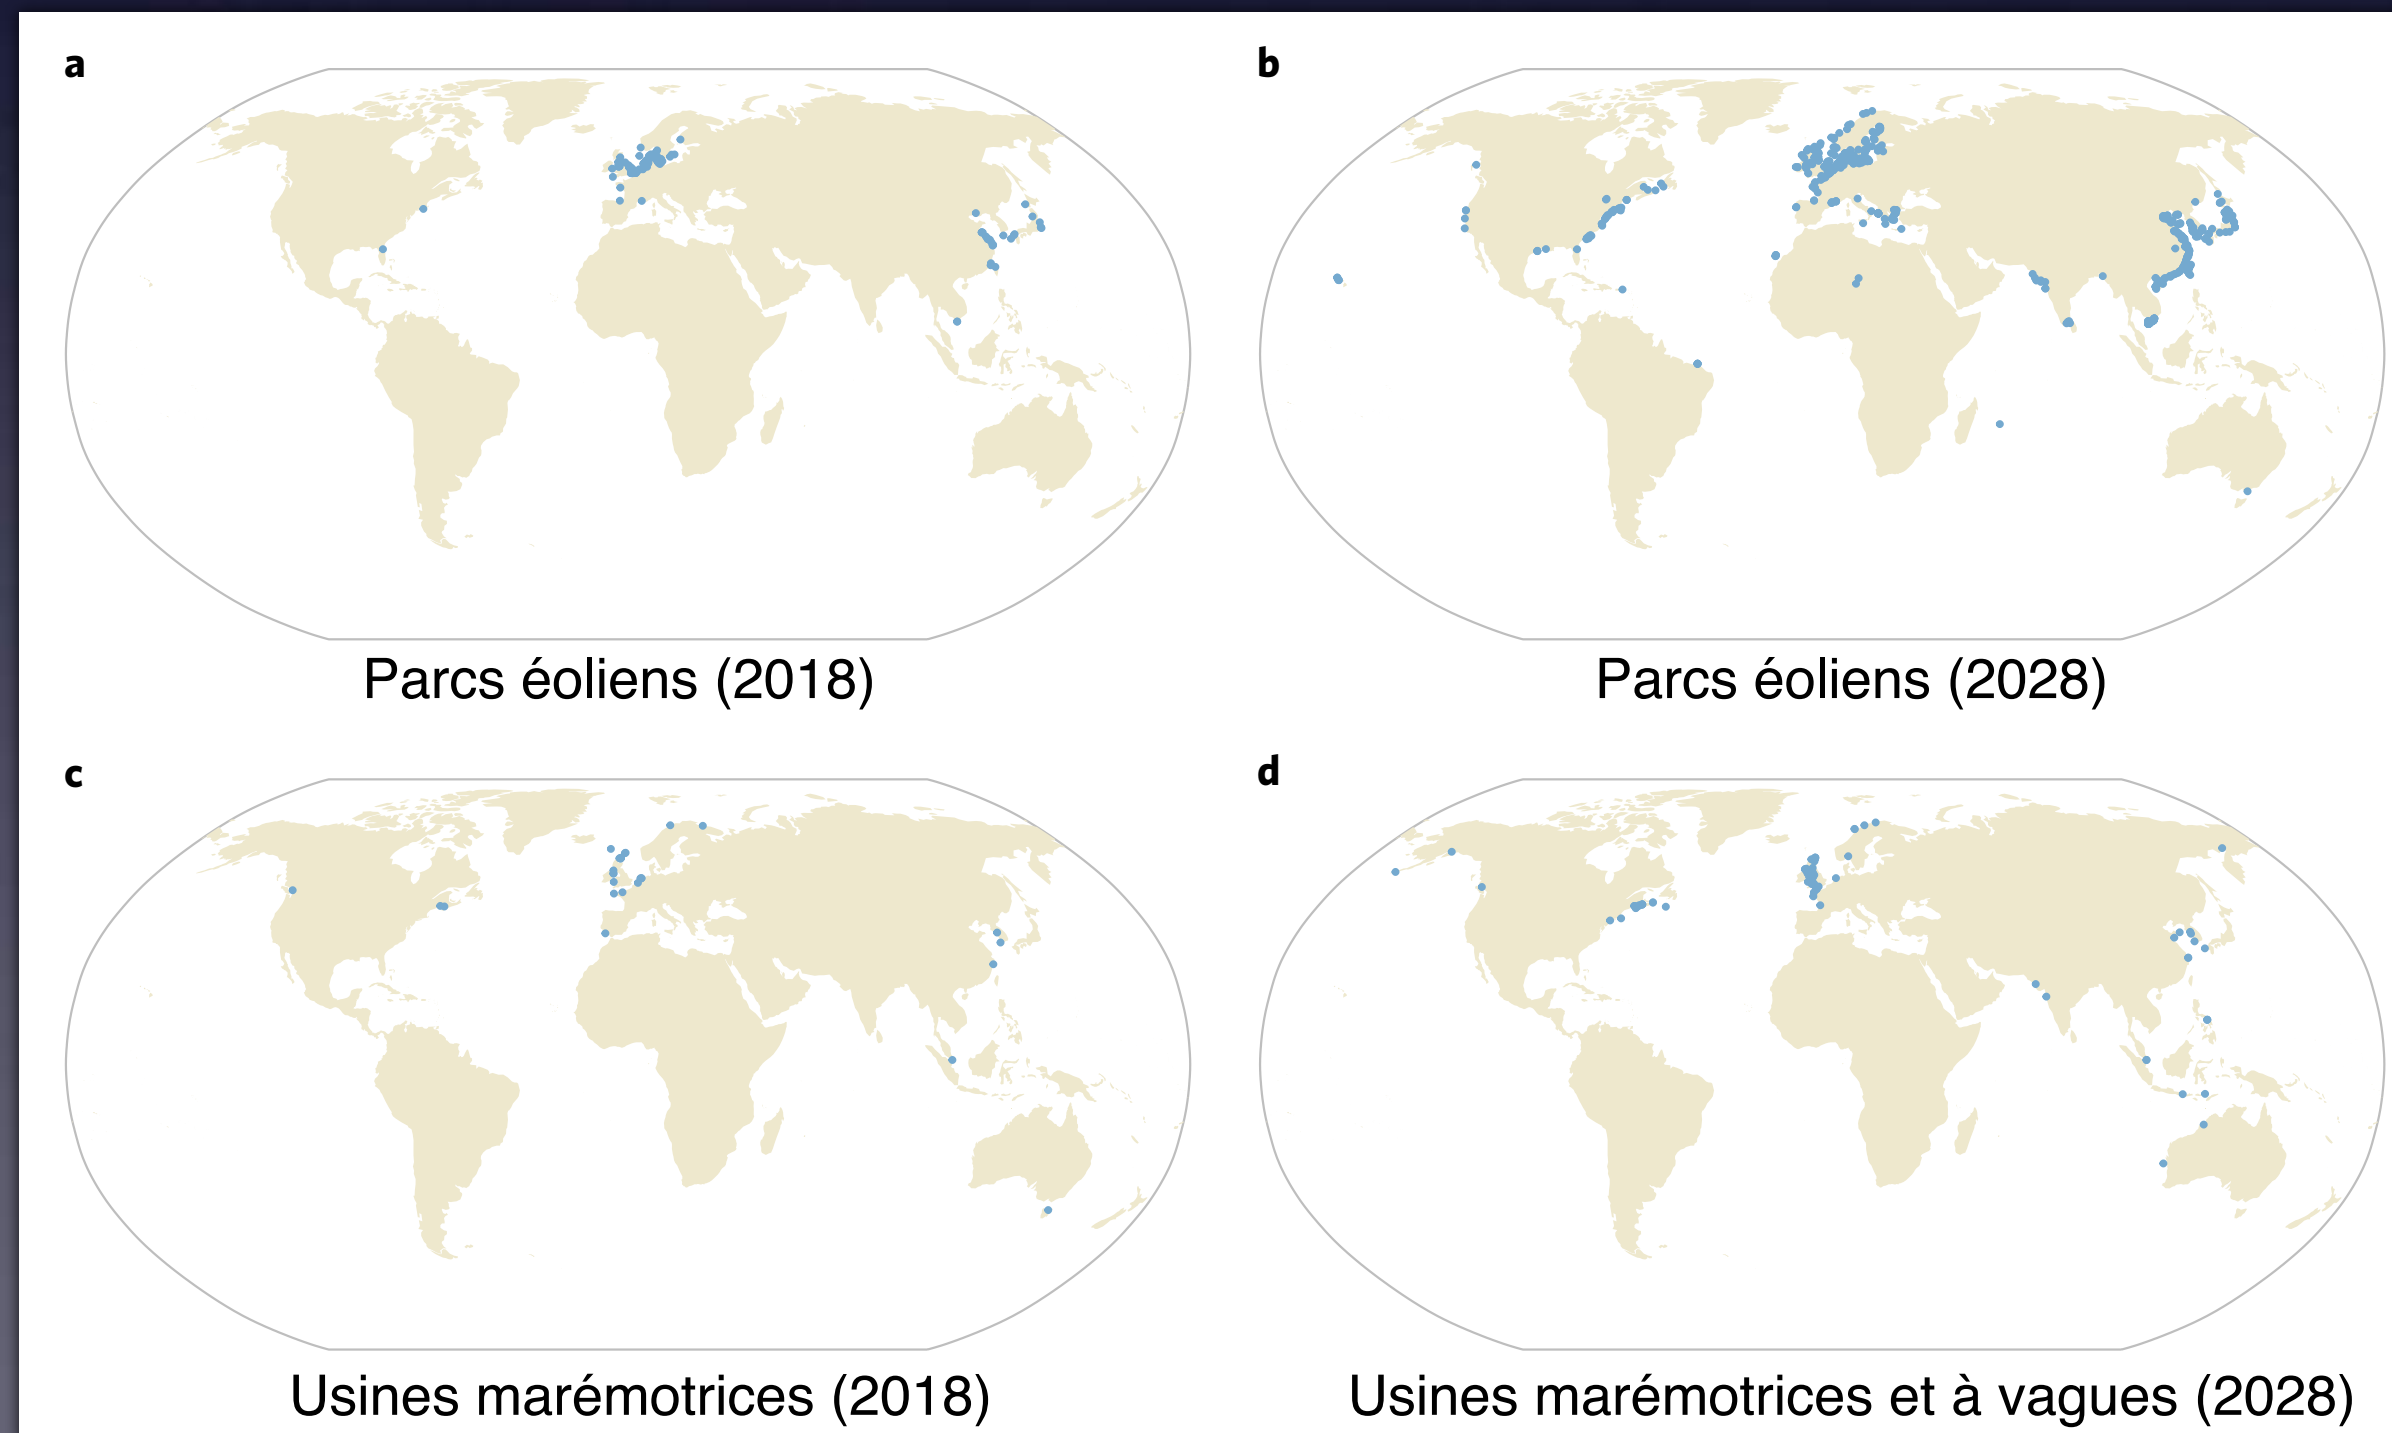 a
b
Parcs éoliens (2018)
Parcs éoliens (2028)
c
d
Usines marémotrices (2018)
Usines marémotrices et à vagues (2028)